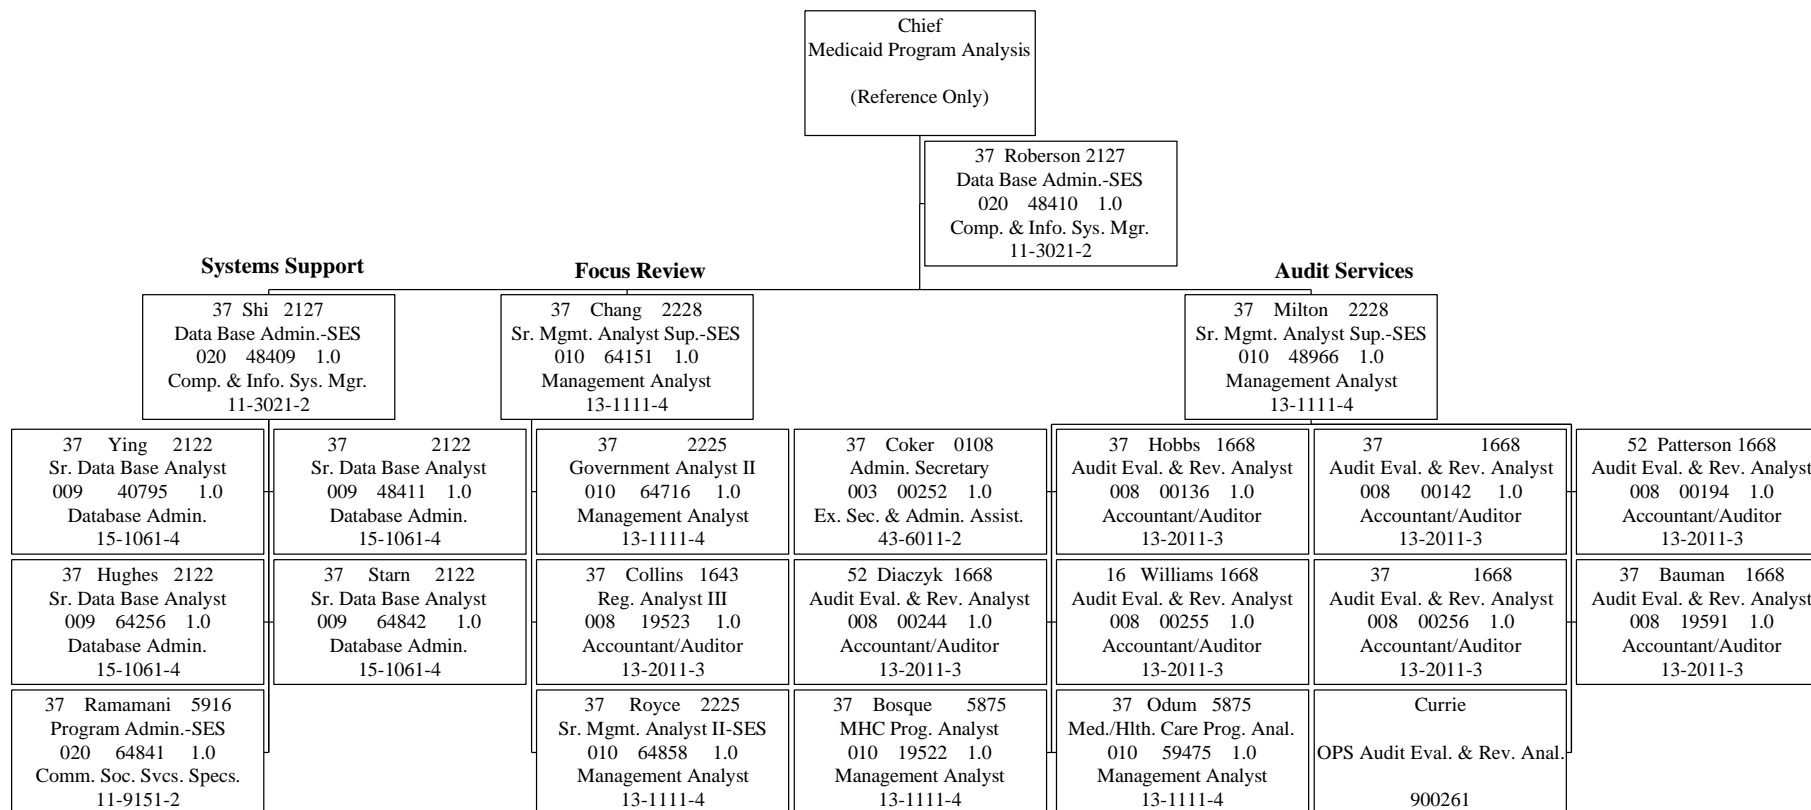 Chief
Medicaid Program Analysis
(Reference Only)
37 Roberson 2127
Data Base Admin.-SES
020 48410 1.0
Comp. & Info. Sys. Mgr.
11-3021-2
Systems Support
Focus Review
Audit Services
37 Shi 2127
Data Base Admin.-SES
020 48409 1.0
Comp. & Info. Sys. Mgr.
11-3021-2
37 Chang 2228
Sr. Mgmt. Analyst Sup.-SES
010 64151 1.0
Management Analyst
13-1111-4
37 Milton 2228
Sr. Mgmt. Analyst Sup.-SES
010 48966 1.0
Management Analyst
13-1111-4
37 Ying 2122
Sr. Data Base Analyst
009 40795 1.0
Database Admin.
15-1061-4
37 2122
Sr. Data Base Analyst
009 48411 1.0
Database Admin.
15-1061-4
37 2225
Government Analyst II
010 64716 1.0
Management Analyst
13-1111-4
37 Coker 0108
Admin. Secretary
003 00252 1.0
Ex. Sec. & Admin. Assist.
43-6011-2
37 Hobbs 1668
Audit Eval. & Rev. Analyst
008 00136 1.0
Accountant/Auditor
13-2011-3
37 1668
Audit Eval. & Rev. Analyst
008 00142 1.0
Accountant/Auditor
13-2011-3
52 Patterson 1668
Audit Eval. & Rev. Analyst
008 00194 1.0
Accountant/Auditor
13-2011-3
37 Hughes 2122
Sr. Data Base Analyst
009 64256 1.0
Database Admin.
15-1061-4
37 Starn 2122
Sr. Data Base Analyst
009 64842 1.0
Database Admin.
15-1061-4
37 Collins 1643
Reg. Analyst III
008 19523 1.0
Accountant/Auditor
13-2011-3
52 Diaczyk 1668
Audit Eval. & Rev. Analyst
008 00244 1.0
Accountant/Auditor
13-2011-3
16 Williams 1668
Audit Eval. & Rev. Analyst
008 00255 1.0
Accountant/Auditor
13-2011-3
37 1668
Audit Eval. & Rev. Analyst
008 00256 1.0
Accountant/Auditor
13-2011-3
37 Bauman 1668
Audit Eval. & Rev. Analyst
008 19591 1.0
Accountant/Auditor
13-2011-3
37 Ramamani 5916
Program Admin.-SES
020 64841 1.0
Comm. Soc. Svcs. Specs.
11-9151-2
37 Royce 2225
Sr. Mgmt. Analyst II-SES
010 64858 1.0
Management Analyst
13-1111-4
37 Bosque 5875
MHC Prog. Analyst
010 19522 1.0
Management Analyst
13-1111-4
37 Odum 5875
Med./Hlth. Care Prog. Anal.
010 59475 1.0
Management Analyst
13-1111-4
Currie
OPS Audit Eval. & Rev. Anal.
900261